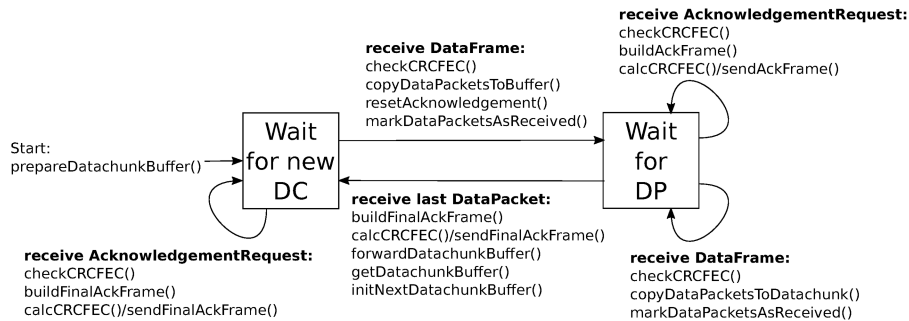 receive AcknowledgementRequest:
checkCRCFEC()
buildAckFrame()
calcCRCFEC()/sendAckFrame()
receive DataFrame:
checkCRCFEC()
copyDataPacketsToBuffer()
resetAcknowledgement()
markDataPacketsAsReceived()
Wait
for new
DC
Wait
for
DP
Start:
prepareDatachunkBuffer()
receive last DataPacket:
buildFinalAckFrame()
calcCRCFEC()/sendFinalAckFrame()
forwardDatachunkBuffer()
getDatachunkBuffer()
initNextDatachunkBuffer()
receive AcknowledgementRequest:
checkCRCFEC()
buildFinalAckFrame()
calcCRCFEC()/sendFinalAckFrame()
receive DataFrame:
checkCRCFEC()
copyDataPacketsToDatachunk()
markDataPacketsAsReceived()